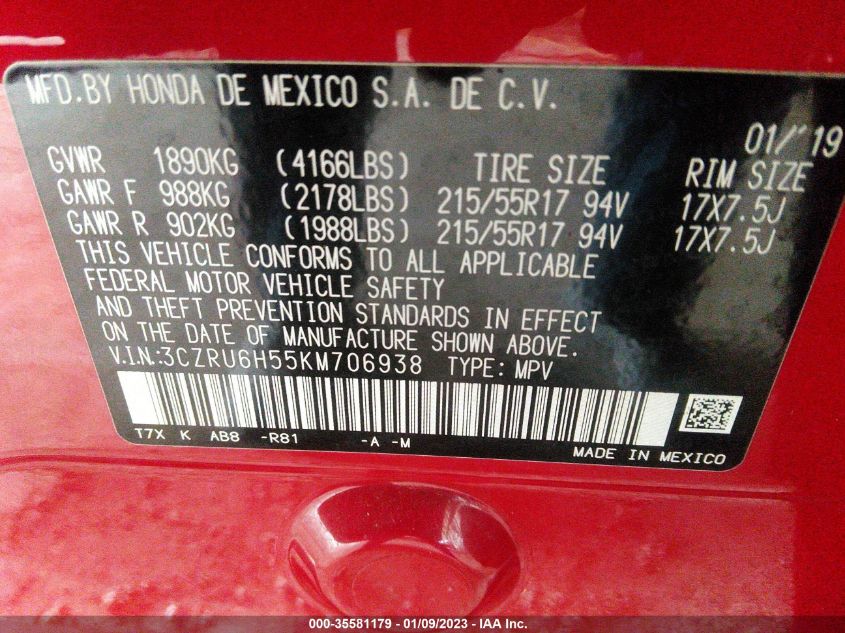 MFD.BY HONDA DE MEXICO S.A. DE C.V.
01/'19
GVWR 1890KG (4166LBS) TIRE SIZE RIM SIZE
GAWR F 988KG (2178LBS) 215/55R17 94V 17X7.5J
GAWR R 902KG (1988LBS) 215/55R17 94V 17X7.5J
THIS VEHICLE CONFORMS TO ALL APPLICABLE
FEDERAL MOTOR VEHICLE SAFETY
AND THEFT PREVENTION STANDARDS IN EFFECT
ON THE DATE OF MANUFACTURE SHOWN ABOVE.
V.I.N.:3CZRU6H55KM706938 TYPE: MPV
T7X K AB8 -R81 -A -M
MADE IN MEXICO
000-35581179 - 01/09/2023 - IAA Inc.